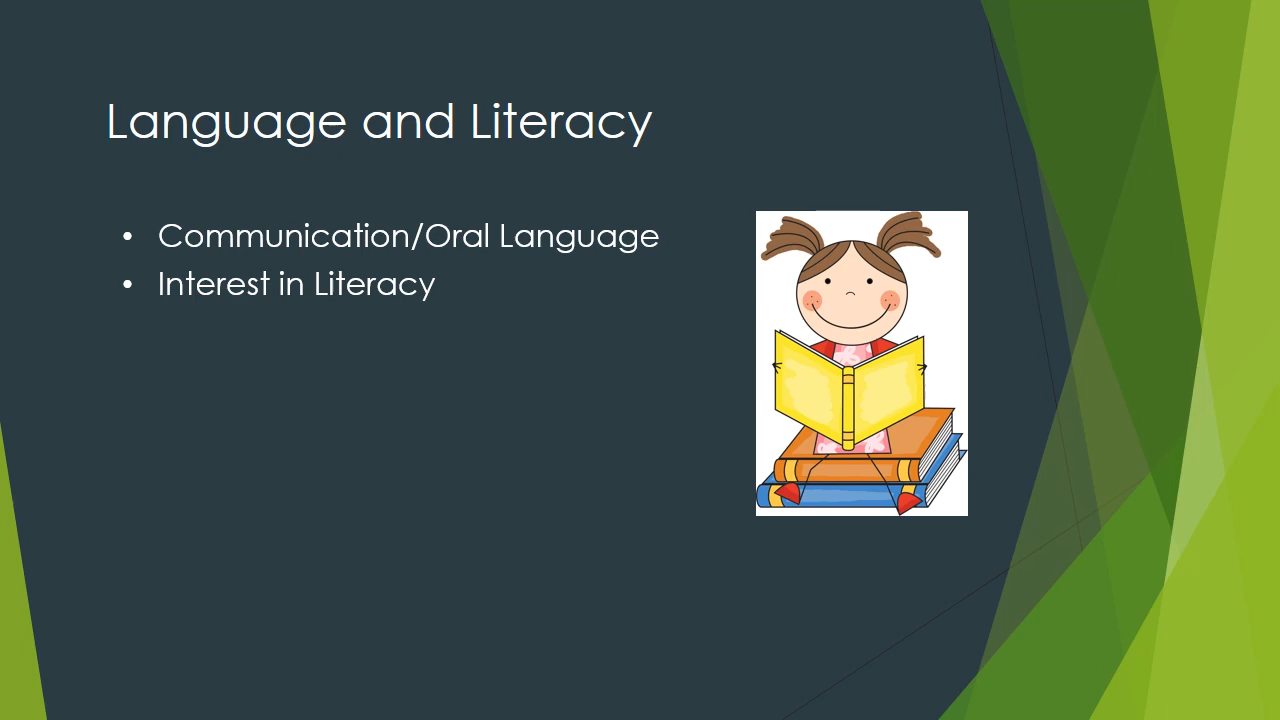 Language and Literacy
• Communication/Oral Language
• Interest in Literacy